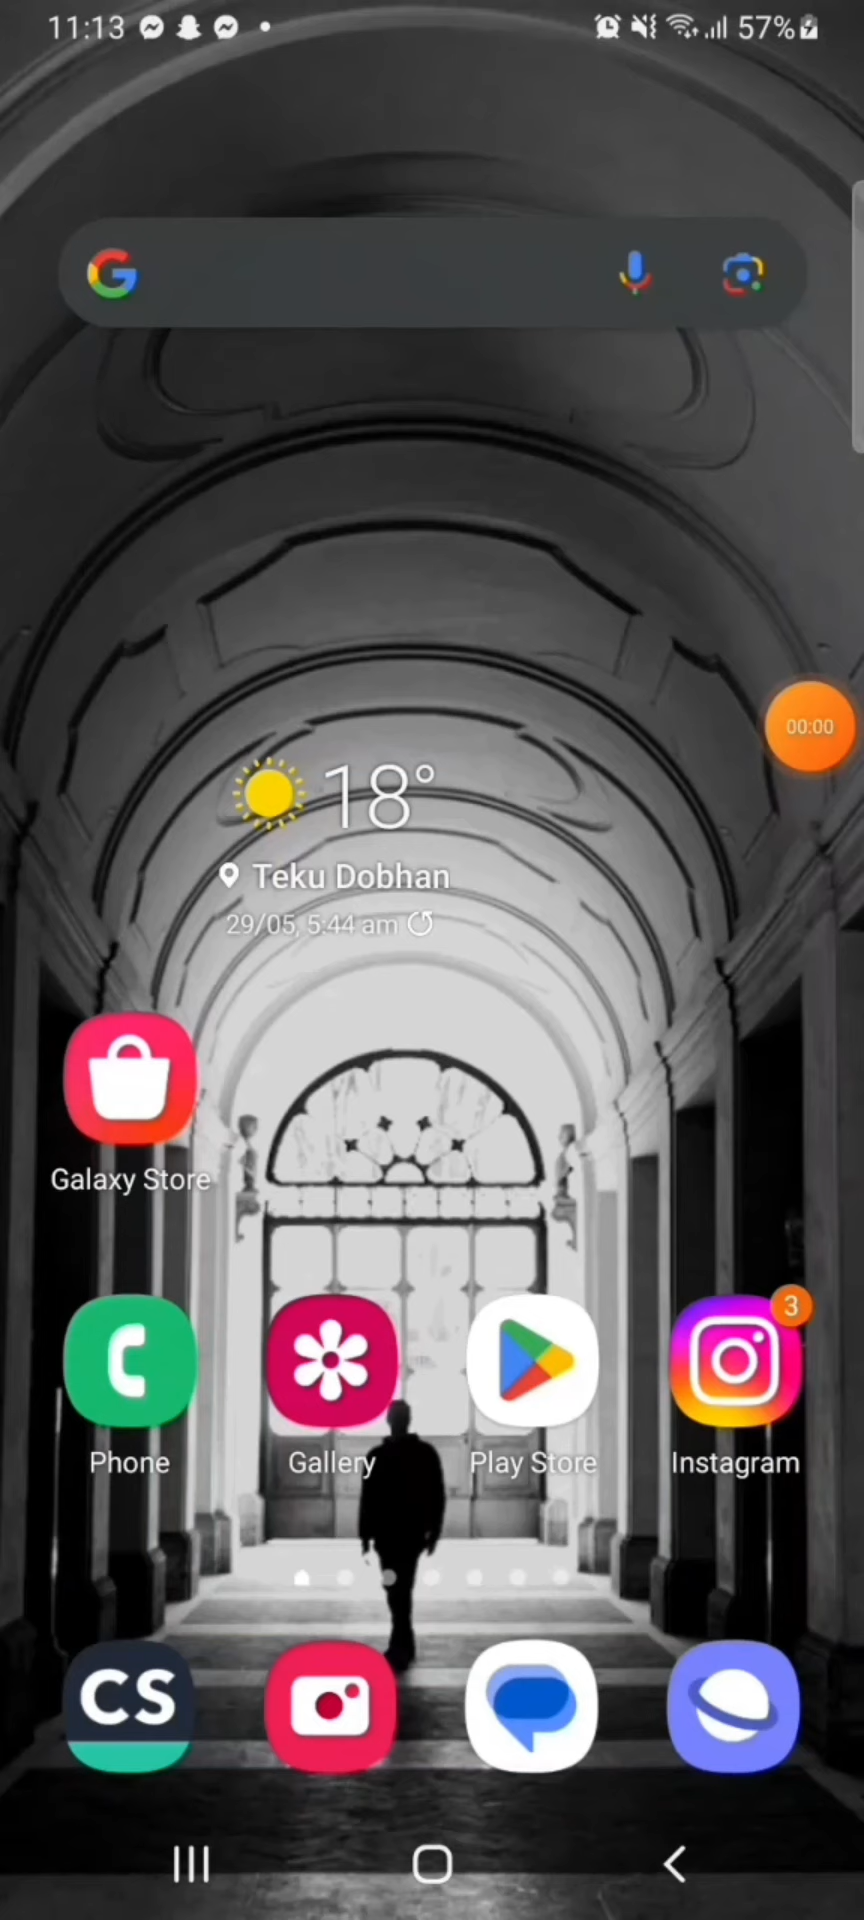 11:13 57%
00:00
18°
Teku Dobhan
29/05, 5:44 am
Galaxy Store
3
Phone Gallery Play Store Instagram
CS